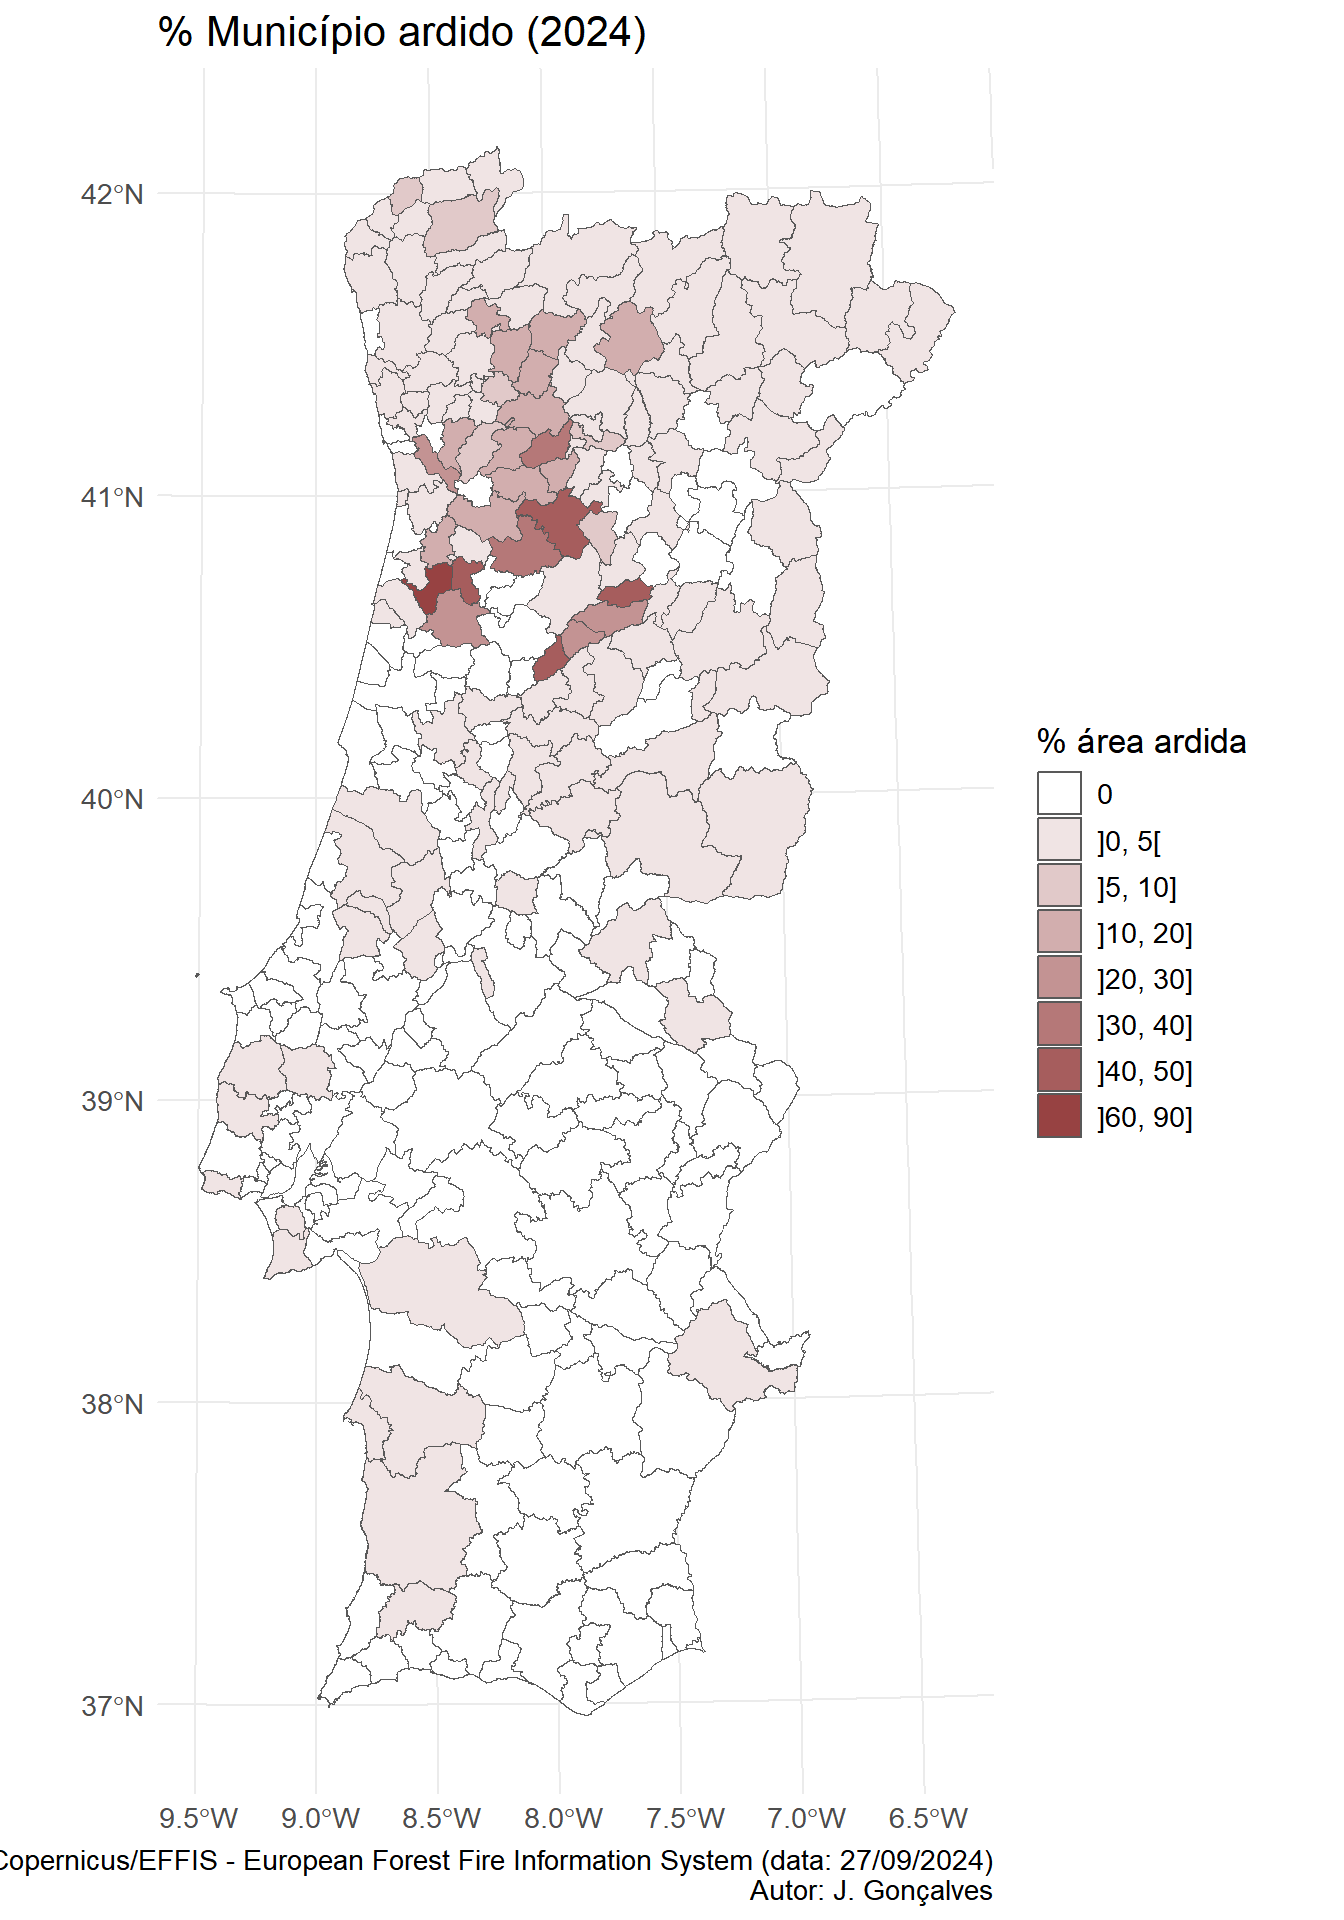 % Município ardido (2024)
42°N
41°N
40°N
39°N
38°N
37°N
9.5°W 9.0°W 8.5°W 8.0°W 7.5°W 7.0°W 6.5°W
% área ardida
0
]0, 5[
]5, 10]
]10, 20]
]20, 30]
]30, 40]
]40, 50]
]60, 90]
Copernicus/EFFIS - European Forest Fire Information System (data: 27/09/2024)
Autor: J. Gonçalves